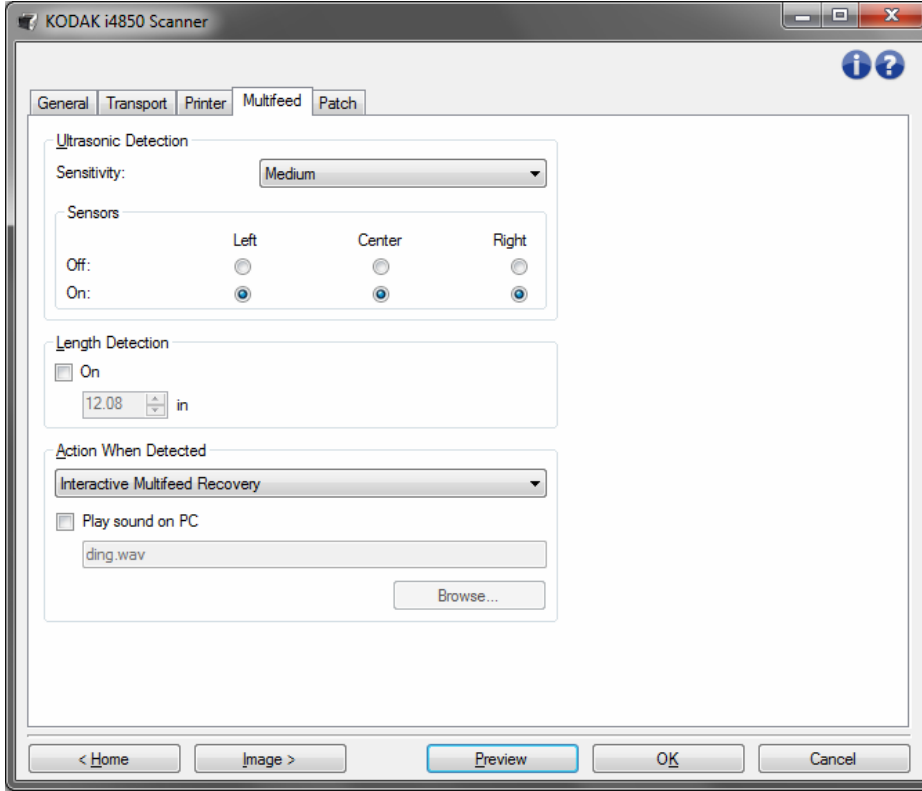 KODAK i4850 Scanner
General Transport Printer Multifeed Patch
Ultrasonic Detection
Sensitivity: Medium
Sensors
Left Center Right
Off:
On:
Length Detection
On
12.08 in
Action When Detected
Interactive Multifeed Recovery
Play sound on PC
ding.wav
Browse...
< Home Image > Preview OK Cancel